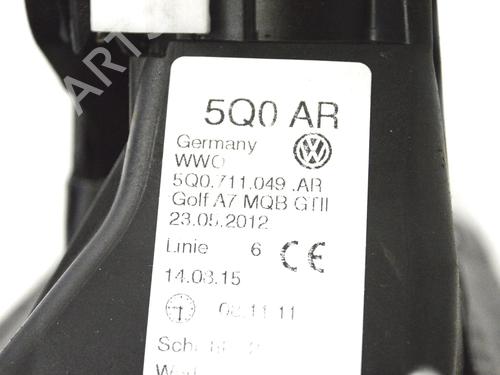 5Q0 AR
Germany
WWO
5Q0.711.049 .AR
Golf A7 MQB GTII
23.05.2012
Linie 6 CE
14.08.15